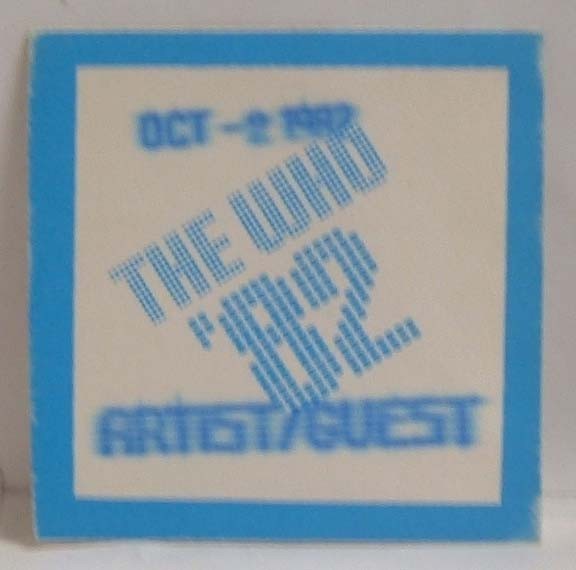 OCT -2 1982
THE WHO
'82
ARTIST/GUEST